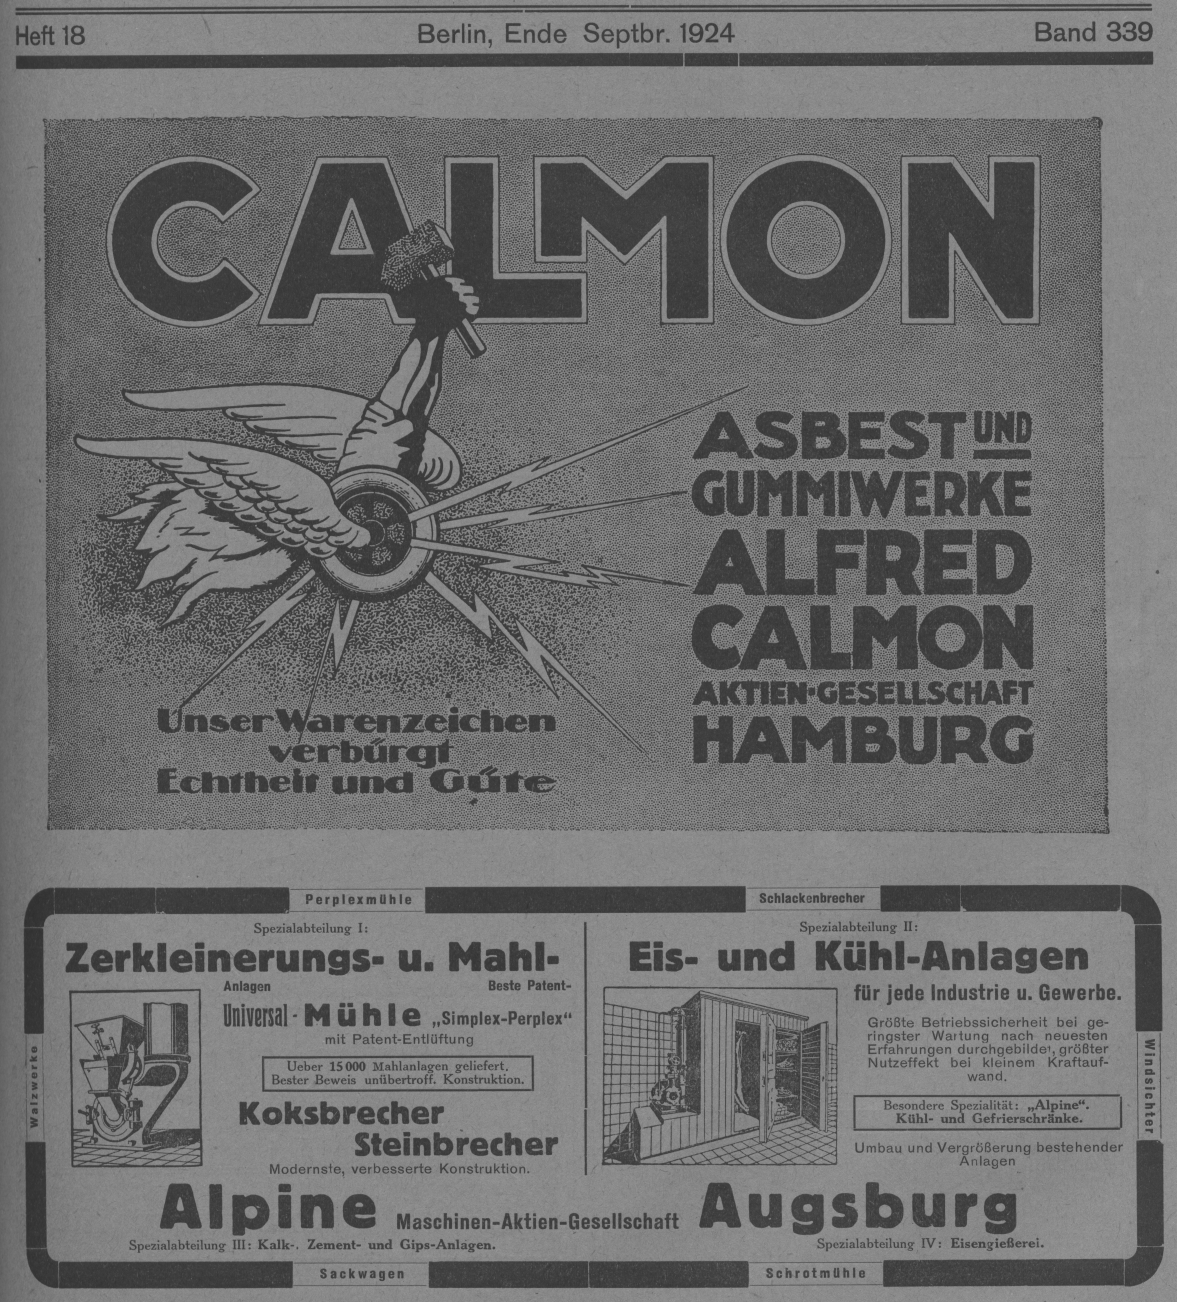 Heft 18
Berlin, Ende Septbr. 1924
Band 339
CALMON
ASBEST UND
GUMMIWERKE
ALFRED
CALMON
AKTIEN-GESELLSCHAFT
HAMBURG
Unser Warenzeichen
verbürgt
Echtheit und Güte
Perplexmühle
Schlackenbrecher
Walzwerke
Spezialabteilung I:
Zerkleinerungs- u. Mahl-
Anlagen
Beste Patent-
Universal-Mühle „Simplex-Perplex“
mit Patent-Entlüftung
Ueber 15000 Mahlanlagen geliefert.
Bester Beweis unübertroff. Konstruktion.
Koksbrecher
Steinbrecher
Modernste, verbesserte Konstruktion.
Spezialabteilung II:
Eis- und Kühl-Anlagen
für jede Industrie u. Gewerbe.
Größte Betriebssicherheit bei ge-
ringster Wartung nach neuesten
Erfahrungen durchgebildet, größter
Nutzeffekt bei kleinem Kraftauf-
wand.
Besondere Spezialität: „Alpine“.
Kühl- und Gefrierschränke.
Umbau und Vergrößerung bestehender
Anlagen
Windsichter
Alpine Maschinen-Aktien-Gesellschaft Augsburg
Spezialabteilung III: Kalk-, Zement- und Gips-Anlagen.
Spezialabteilung IV: Eisengießerei.
Sackwagen
Schrotmühle